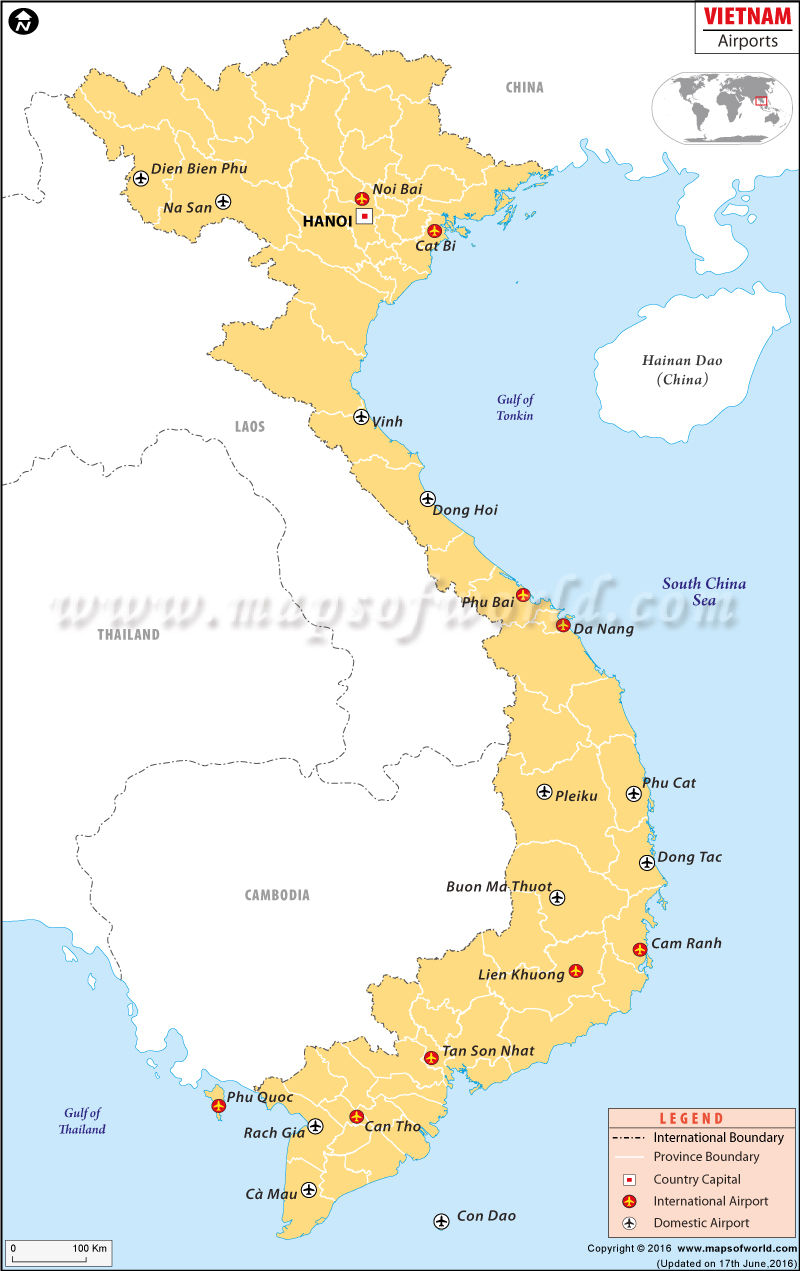 N
VIETNAM
Airports
CHINA
Dien Bien Phu
Na San
Noi Bai
HANOI
Cat Bi
Hainan Dao
(China)
Gulf of
Tonkin
LAOS
Vinh
Dong Hoi
South China
Sea
www.mapsofworld.com
Phu Bai
Da Nang
THAILAND
Pleiku
Phu Cat
Dong Tac
Buon Ma Thuot
CAMBODIA
Cam Ranh
Lien Khuong
Tan Son Nhat
Phu Quoc
Gulf of
Thailand
Rach Gia
Can Tho
Cà Mau
Con Dao
LEGEND
International Boundary
Province Boundary
Country Capital
International Airport
Domestic Airport
0 100 Km
Copyright © 2016 www.mapsofworld.com
(Updated on 17th June,2016)